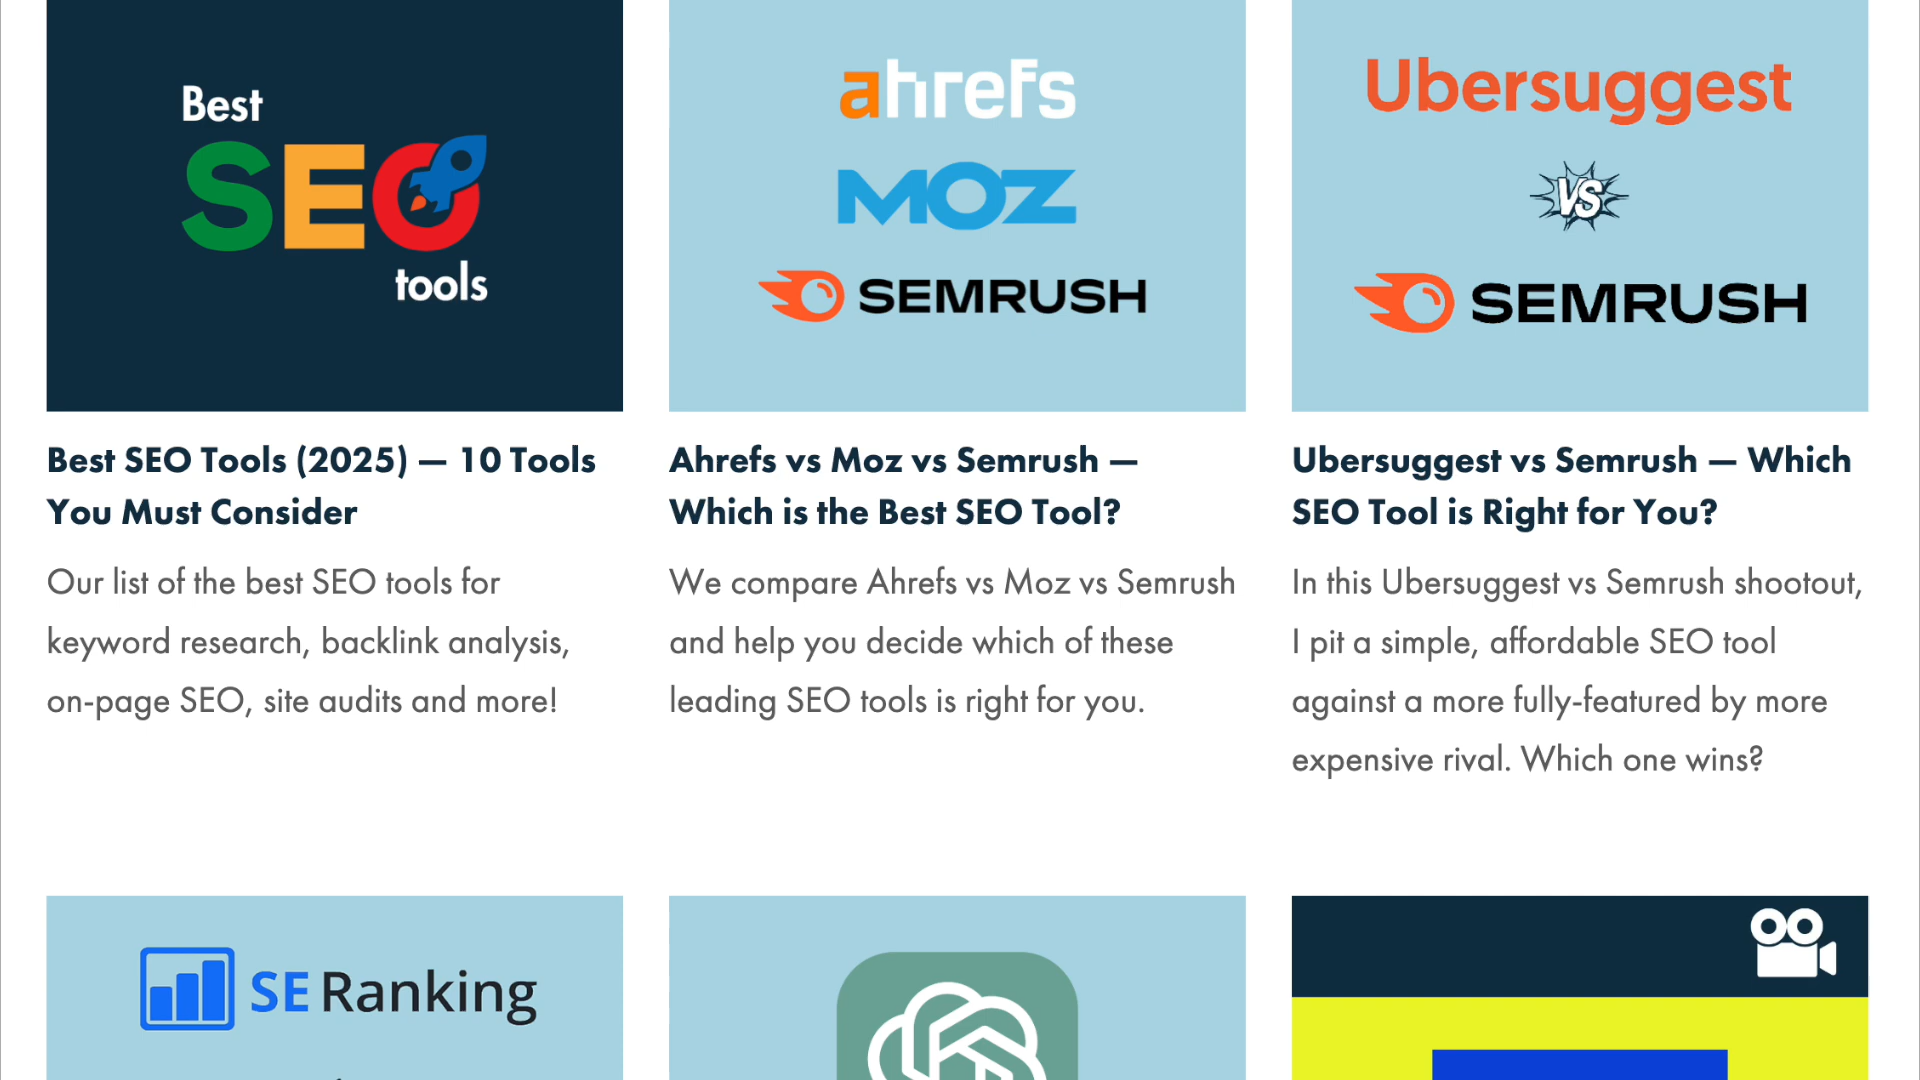 Best
SEO
tools
ahrefs
MOZ
SEMRUSH
Ubersuggest
VS
SEMRUSH
Best SEO Tools (2025) — 10 Tools
You Must Consider
Our list of the best SEO tools for
keyword research, backlink analysis,
on-page SEO, site audits and more!
Ahrefs vs Moz vs Semrush —
Which is the Best SEO Tool?
We compare Ahrefs vs Moz vs Semrush
and help you decide which of these
leading SEO tools is right for you.
Ubersuggest vs Semrush — Which
SEO Tool is Right for You?
In this Ubersuggest vs Semrush shootout,
I pit a simple, affordable SEO tool
against a more fully-featured by more
expensive rival. Which one wins?
SE Ranking